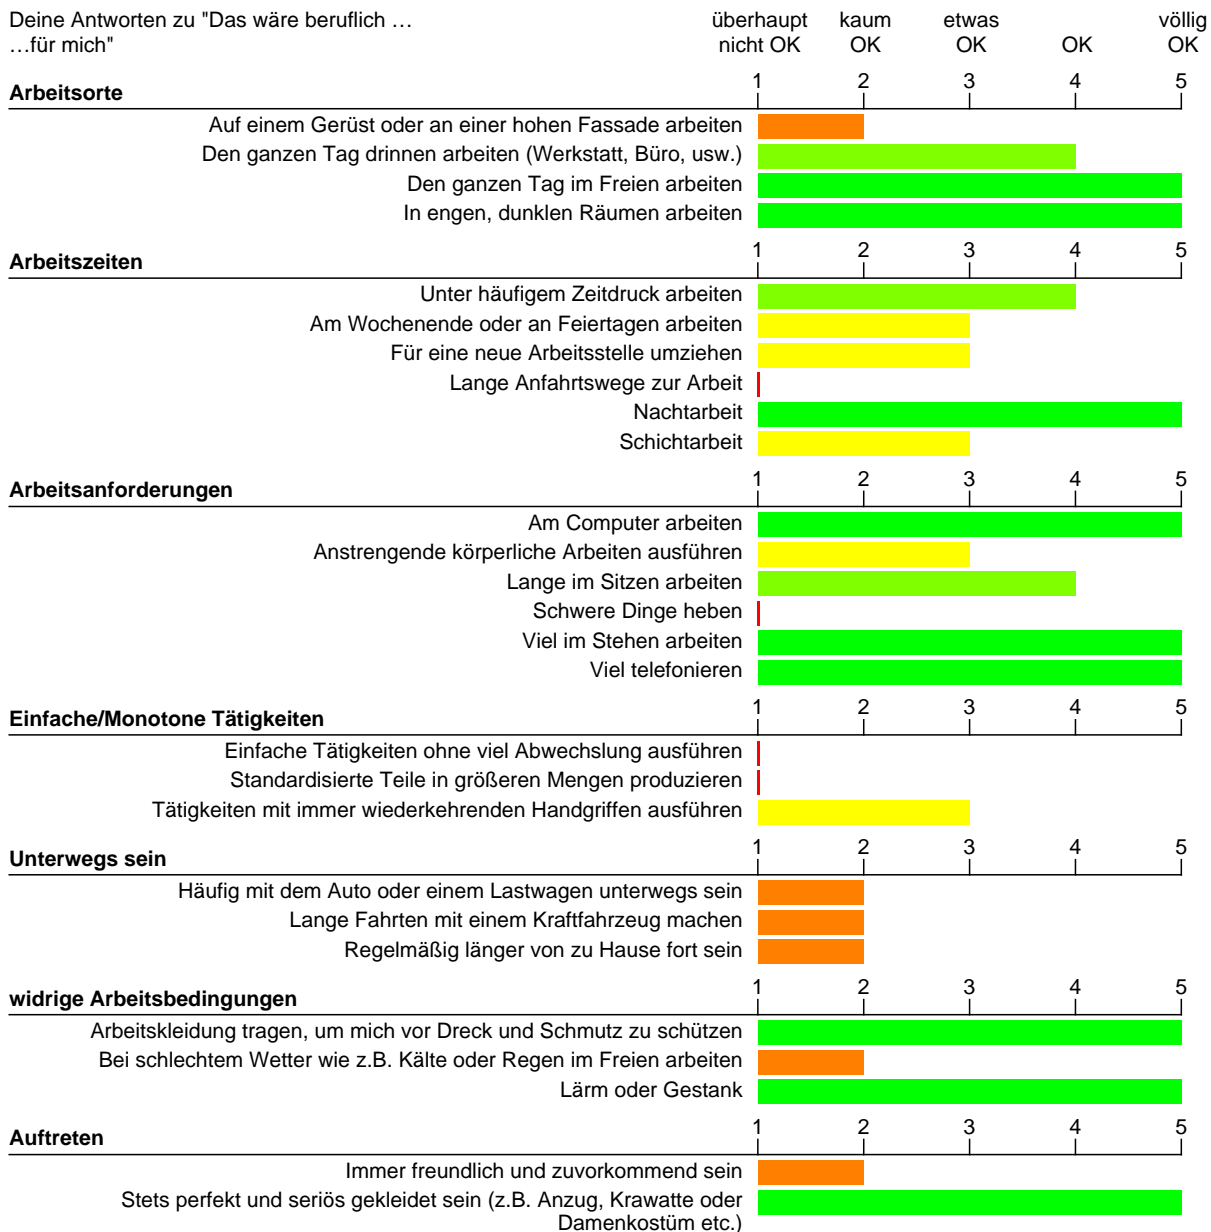 Deine Antworten zu "Das wäre beruflich … überhaupt kaum etwas völlig
…für mich" nicht OK OK OK OK OK
Arbeitsorte 1 2 3 4 5
Auf einem Gerüst oder an einer hohen Fassade arbeiten
Den ganzen Tag drinnen arbeiten (Werkstatt, Büro, usw.)
Den ganzen Tag im Freien arbeiten
In engen, dunklen Räumen arbeiten
Arbeitszeiten 1 2 3 4 5
Unter häufigem Zeitdruck arbeiten
Am Wochenende oder an Feiertagen arbeiten
Für eine neue Arbeitsstelle umziehen
Lange Anfahrtswege zur Arbeit
Nachtarbeit
Schichtarbeit
Arbeitsanforderungen 1 2 3 4 5
Am Computer arbeiten
Anstrengende körperliche Arbeiten ausführen
Lange im Sitzen arbeiten
Schwere Dinge heben
Viel im Stehen arbeiten
Viel telefonieren
Einfache/Monotone Tätigkeiten 1 2 3 4 5
Einfache Tätigkeiten ohne viel Abwechslung ausführen
Standardisierte Teile in größeren Mengen produzieren
Tätigkeiten mit immer wiederkehrenden Handgriffen ausführen
Unterwegs sein 1 2 3 4 5
Häufig mit dem Auto oder einem Lastwagen unterwegs sein
Lange Fahrten mit einem Kraftfahrzeug machen
Regelmäßig länger von zu Hause fort sein
widrige Arbeitsbedingungen 1 2 3 4 5
Arbeitskleidung tragen, um mich vor Dreck und Schmutz zu schützen
Bei schlechtem Wetter wie z.B. Kälte oder Regen im Freien arbeiten
Lärm oder Gestank
Auftreten 1 2 3 4 5
Immer freundlich und zuvorkommend sein
Stets perfekt und seriös gekleidet sein (z.B. Anzug, Krawatte oder
Damenkostüm etc.)